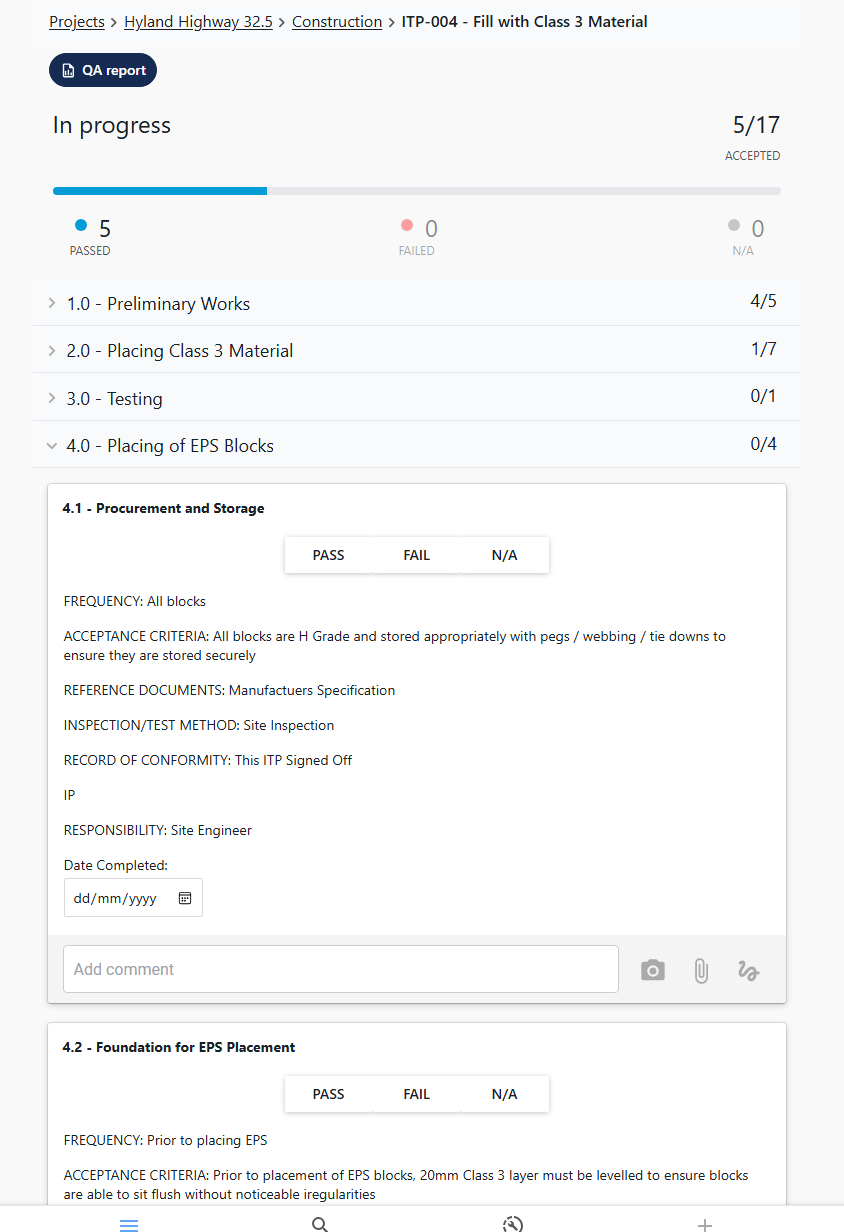 Projects > Hyland Highway 32.5 > Construction > ITP-004 - Fill with Class 3 Material
QA report
In progress
5/17
ACCEPTED
5
PASSED
0
FAILED
0
N/A
1.0 - Preliminary Works 4/5
2.0 - Placing Class 3 Material 1/7
3.0 - Testing 0/1
4.0 - Placing of EPS Blocks 0/4
4.1 - Procurement and Storage
PASS FAIL N/A
FREQUENCY: All blocks
ACCEPTANCE CRITERIA: All blocks are H Grade and stored appropriately with pegs / webbing / tie downs to
ensure they are stored securely
REFERENCE DOCUMENTS: Manufactuers Specification
INSPECTION/TEST METHOD: Site Inspection
RECORD OF CONFORMITY: This ITP Signed Off
IP
RESPONSIBILITY: Site Engineer
Date Completed:
dd/mm/yyyy
Add comment
4.2 - Foundation for EPS Placement
PASS FAIL N/A
FREQUENCY: Prior to placing EPS
ACCEPTANCE CRITERIA: Prior to placement of EPS blocks, 20mm Class 3 layer must be levelled to ensure blocks
are able to sit flush without noticeable iregularities